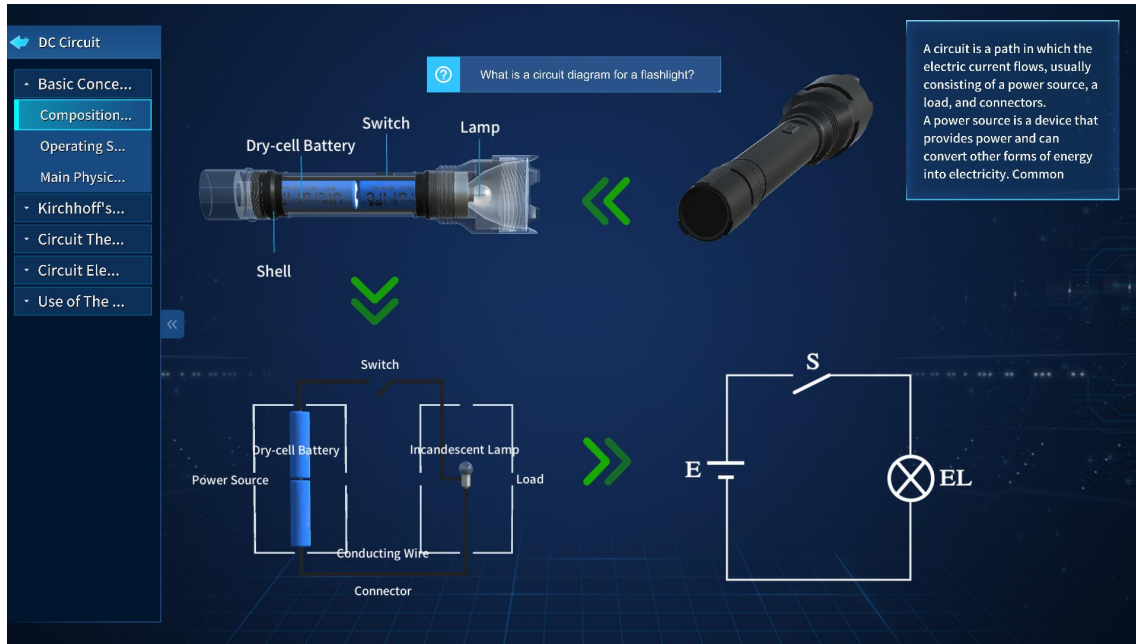 DC Circuit
Basic Conce...
Composition...
Operating S...
Main Physic...
Kirchhoff's...
Circuit The...
Circuit Ele...
Use of The ...
What is a circuit diagram for a flashlight?
A circuit is a path in which the
electric current flows, usually
consisting of a power source, a
load, and connectors.
A power source is a device that
provides power and can
convert other forms of energy
into electricity. Common
Switch
Lamp
Dry-cell Battery
Shell
Switch
Dry-cell Battery
Incandescent Lamp
Power Source
Load
Conducting Wire
Connector
S
E
EL